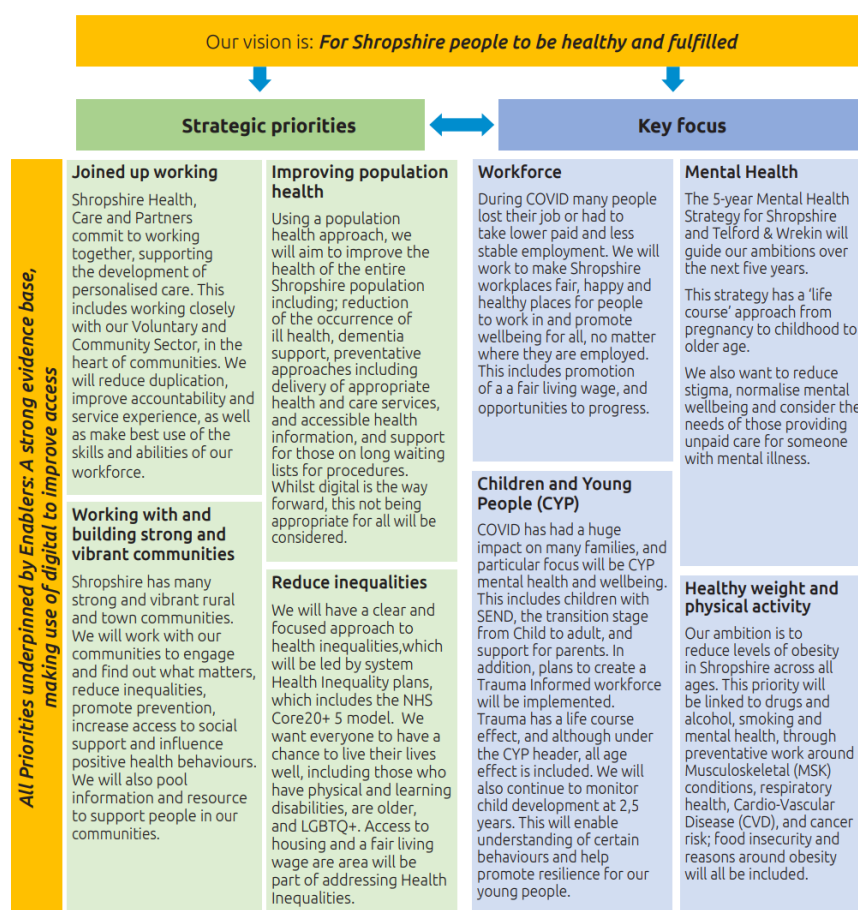 Our vision is: For Shropshire people to be healthy and fulfilled
Strategic priorities
Key focus
All Priorities underpinned by Enablers: A strong evidence base,
making use of digital to improve access
Joined up working
Shropshire Health,
Care and Partners
commit to working
together, supporting
the development of
personalised care. This
includes working closely
with our Voluntary and
Community Sector, in the
heart of communities. We
will reduce duplication,
improve accountability and
service experience, as well
as make best use of the
skills and abilities of our
workforce.
Working with and
building strong and
vibrant communities
Shropshire has many
strong and vibrant rural
and town communities.
We will work with our
communities to engage
and find out what matters,
reduce inequalities,
promote prevention,
increase access to social
support and influence
positive health behaviours.
We will also pool
information and resource
to support people in our
communities.
Improving population
health
Using a population
health approach, we
will aim to improve the
health of the entire
Shropshire population
including; reduction
of the occurrence of
ill health, dementia
support, preventative
approaches including
delivery of appropriate
health and care services,
and accessible health
information, and support
for those on long waiting
lists for procedures.
Whilst digital is the way
forward, this not being
appropriate for all will be
considered.
Reduce inequalities
We will have a clear and
focused approach to
health inequalities,which
will be led by system
Health Inequality plans,
which includes the NHS
Core20+ 5 model. We
want everyone to have a
chance to live their lives
well, including those who
have physical and learning
disabilities, are older,
and LGBTQ+. Access to
housing and a fair living
wage are area will be
part of addressing Health
Inequalities.
Workforce
During COVID many people
lost their job or had to
take lower paid and less
stable employment. We will
work to make Shropshire
workplaces fair, happy and
healthy places for people
to work in and promote
wellbeing for all, no matter
where they are employed.
This includes promotion
of a a fair living wage, and
opportunities to progress.
Children and Young
People (CYP)
COVID has had a huge
impact on many families, and
particular focus will be CYP
mental health and wellbeing.
This includes children with
SEND, the transition stage
from Child to adult, and
support for parents. In
addition, plans to create a
Trauma Informed workforce
will be implemented.
Trauma has a life course
effect, and although under
the CYP header, all age
effect is included. We will
also continue to monitor
child development at 2,5
years. This will enable
understanding of certain
behaviours and help
promote resilience for our
young people.
Mental Health
The 5-year Mental Health
Strategy for Shropshire
and Telford & Wrekin will
guide our ambitions over
the next five years.
This strategy has a ‘life
course’ approach from
pregnancy to childhood to
older age.
We also want to reduce
stigma, normalise mental
wellbeing and consider the
needs of those providing
unpaid care for someone
with mental illness.
Healthy weight and
physical activity
Our ambition is to
reduce levels of obesity
in Shropshire across all
ages. This priority will
be linked to drugs and
alcohol, smoking and
mental health, through
preventative work around
Musculoskeletal (MSK)
conditions, respiratory
health, Cardio-Vascular
Disease (CVD), and cancer
risk; food insecurity and
reasons around obesity
will all be included.